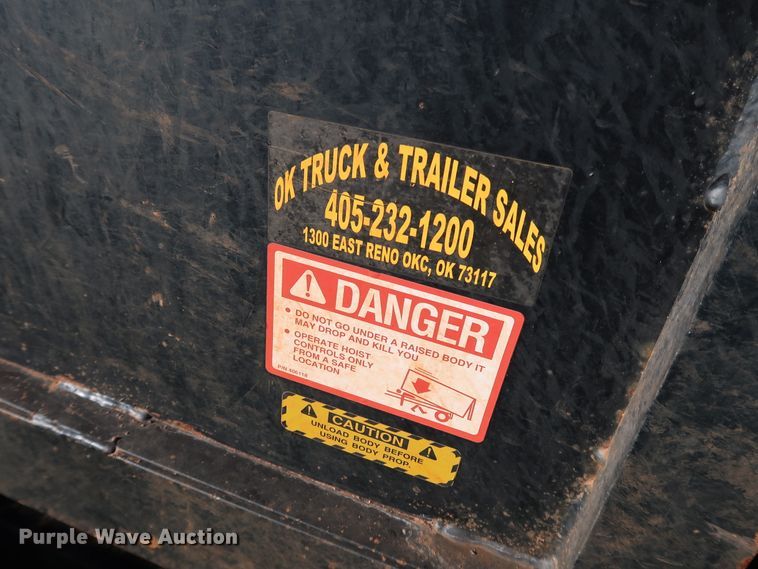 OK TRUCK & TRAILER SALES
405-232-1200
1300 EAST RENO OKC, OK 73117
DANGER
• DO NOT GO UNDER A RAISED BODY IT
MAY DROP AND KILL YOU
• OPERATE HOIST
CONTROLS ONLY
FROM A SAFE
LOCATION
P/N 406118
CAUTION
UNLOAD BODY BEFORE
USING BODY PROP.
Purple Wave Auction